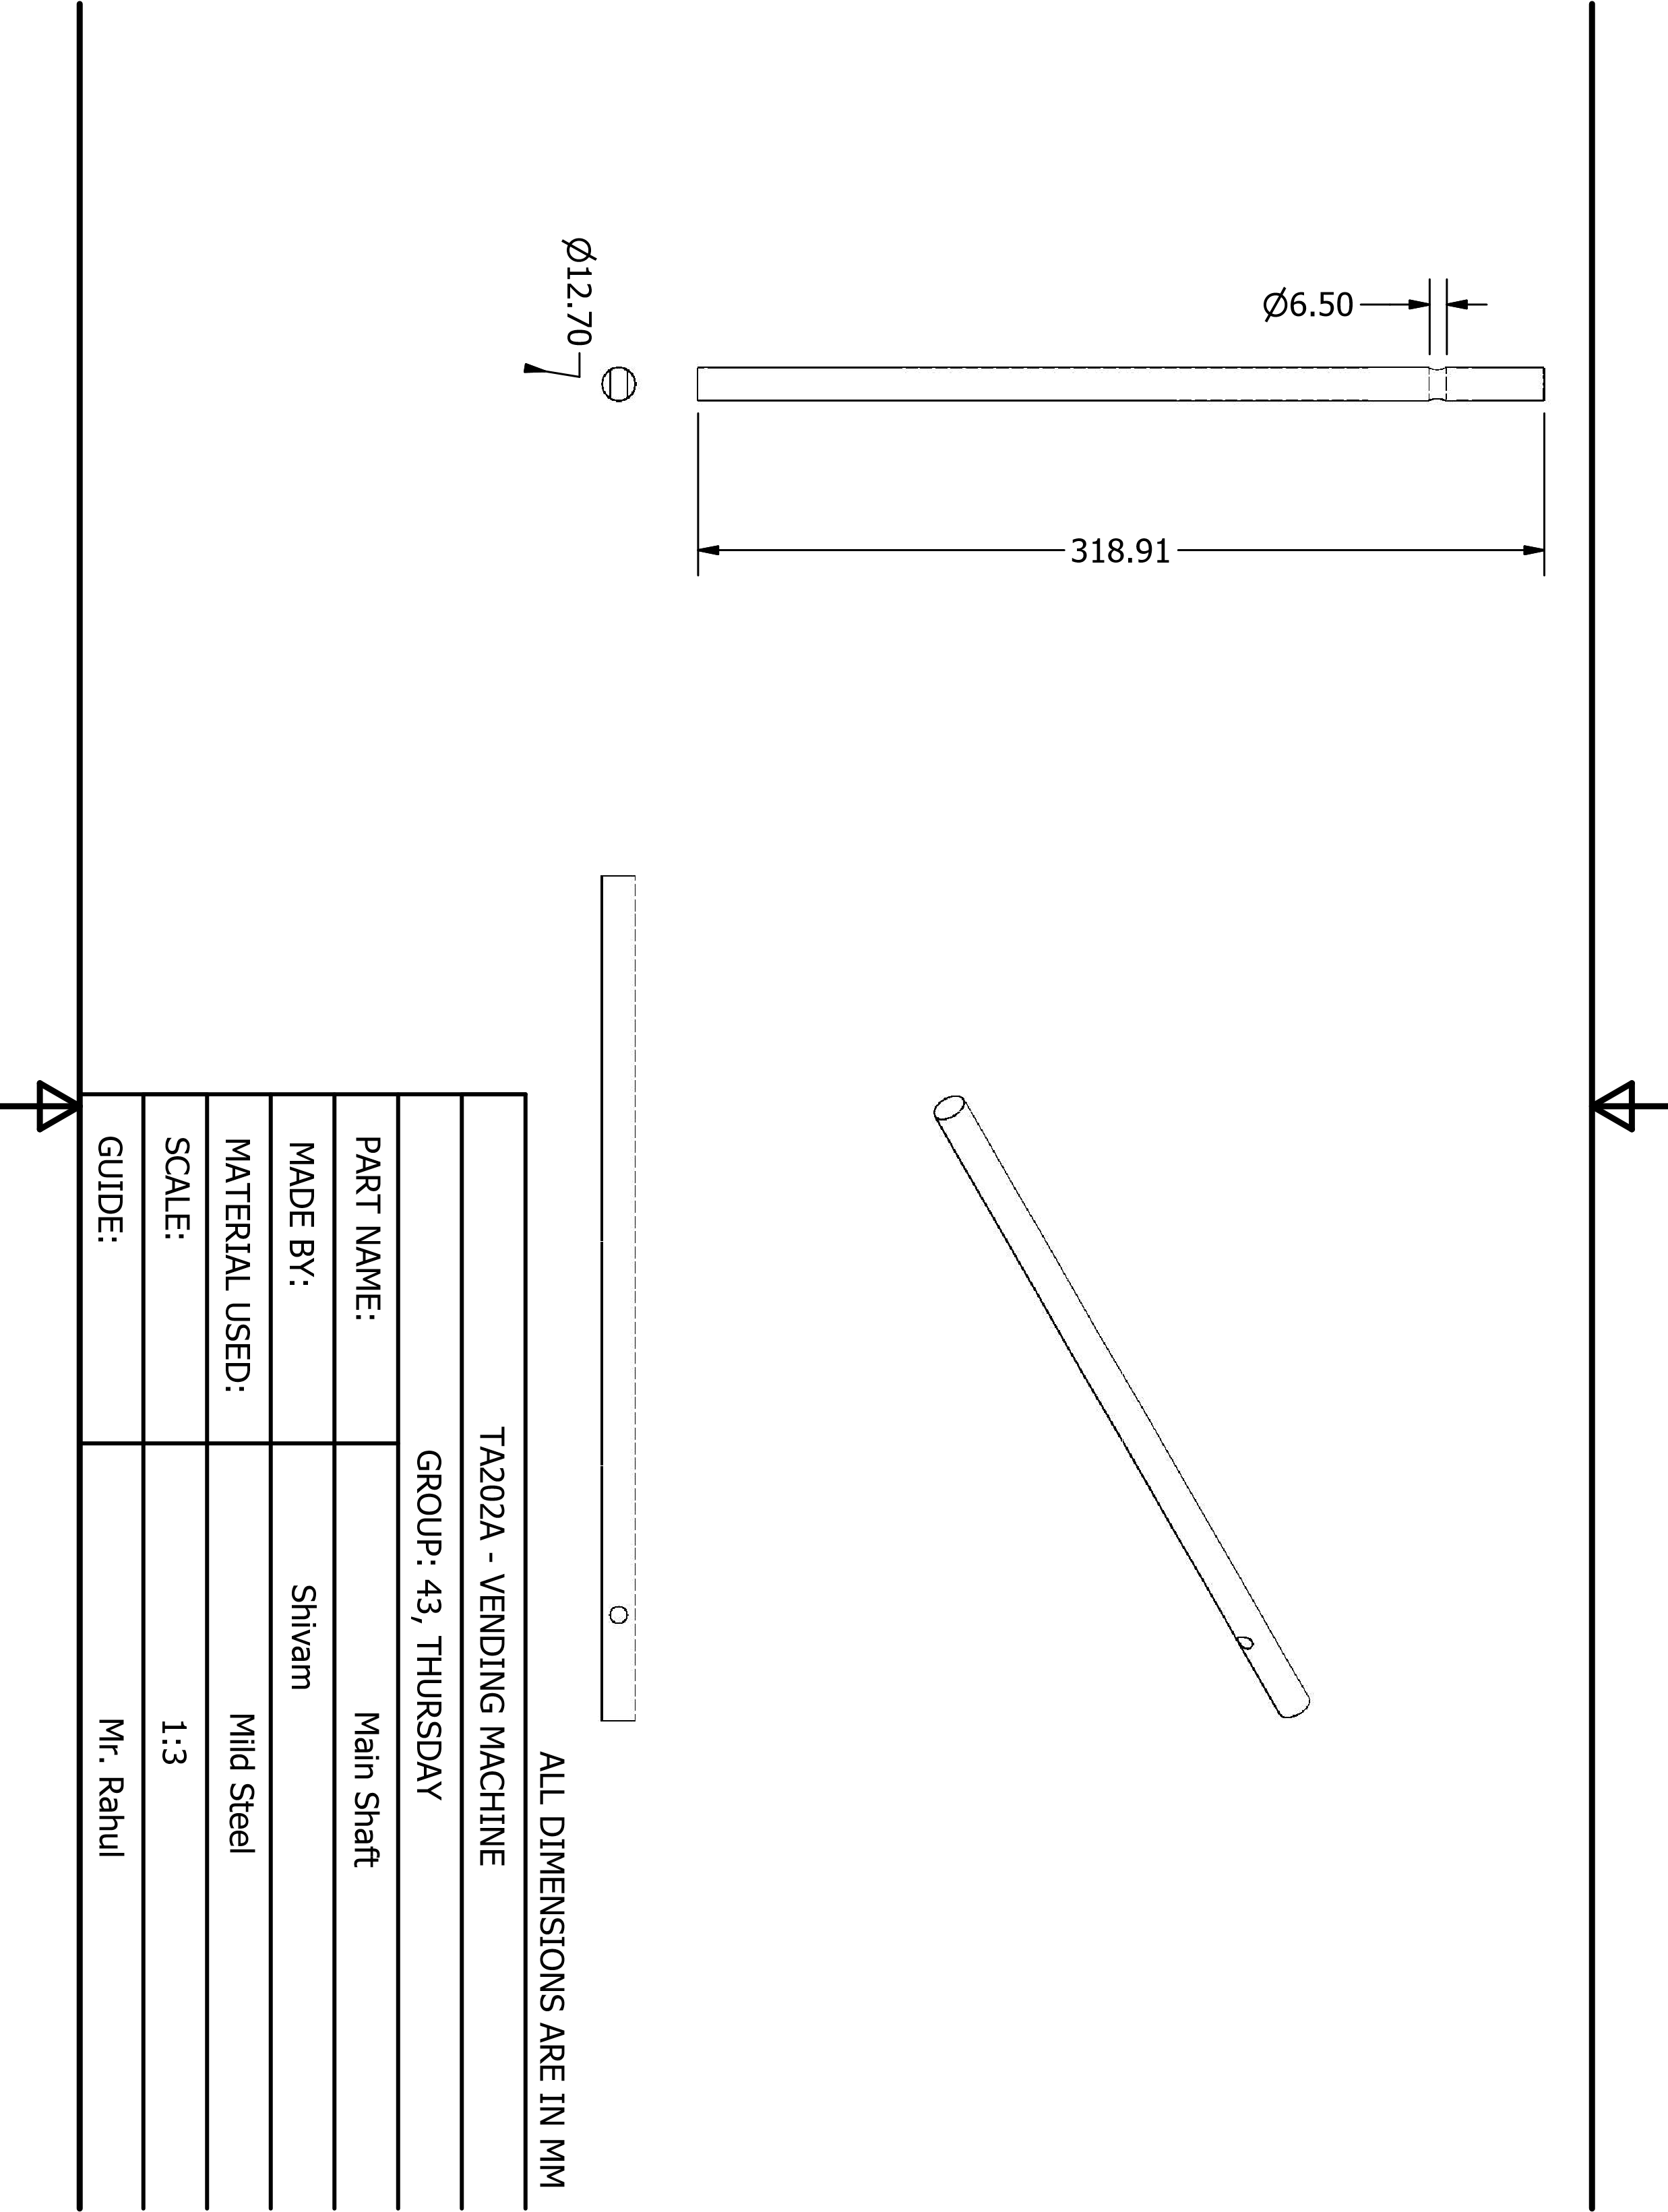 Ø12.70
Ø6.50
318.91
ALL DIMENSIONS ARE IN MM
TA202A - VENDING MACHINE
GROUP: 43, THURSDAY
PART NAME: Main Shaft
MADE BY: Shivam
MATERIAL USED: Mild Steel
SCALE: 1:3
GUIDE: Mr. Rahul